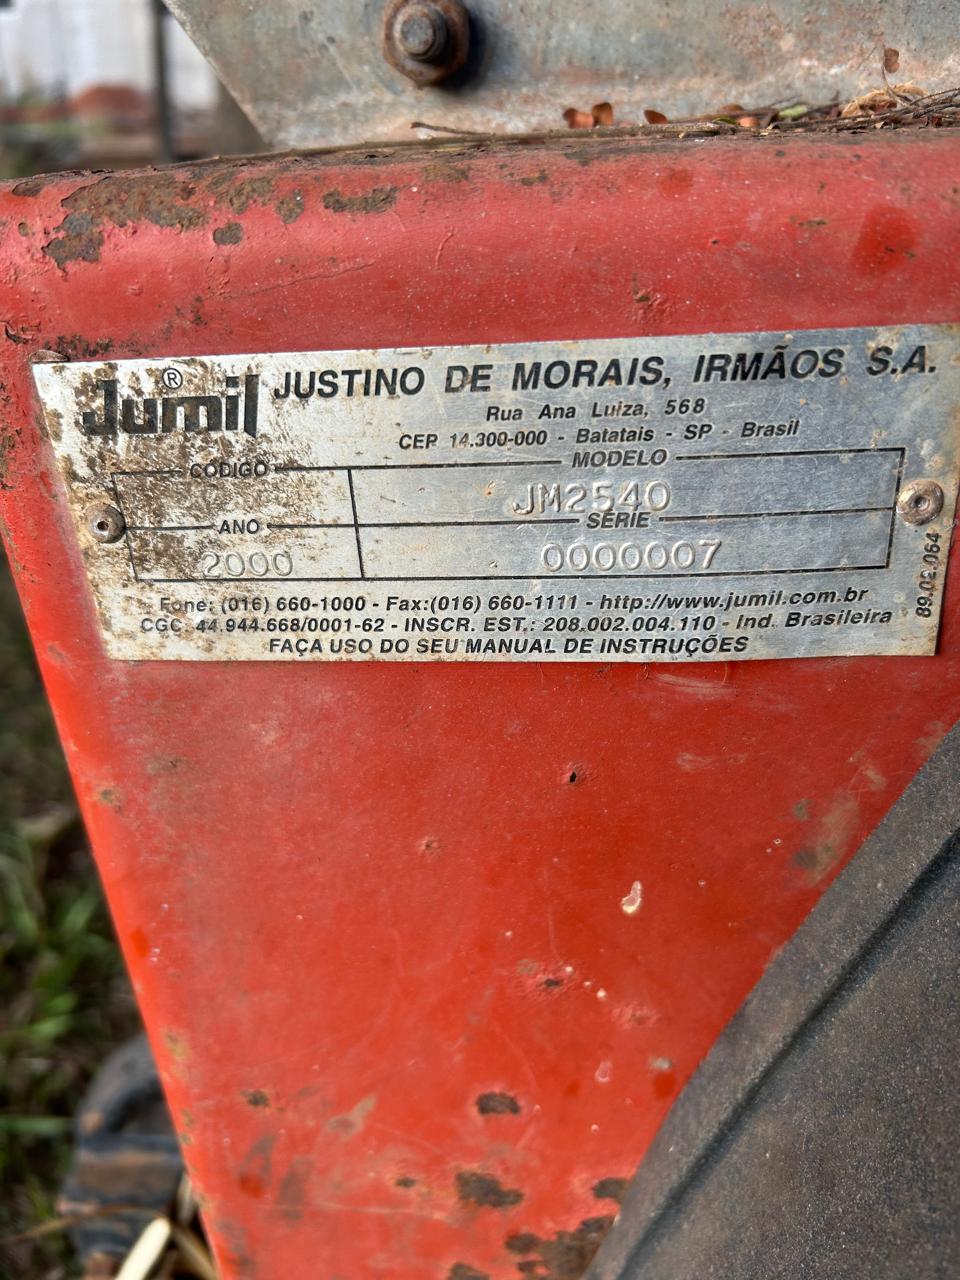 Jumil® JUSTINO DE MORAIS, IRMÃOS S.A.
Rua Ana Luiza, 568
CEP 14.300-000 - Batatais - SP - Brasil
CÓDIGO MODELO
JM2540
ANO SÉRIE
2000 0000007
Fone: (016) 660-1000 - Fax:(016) 660-1111 - http://www.jumil.com.br
CGC 44.944.668/0001-62 - INSCR. EST.: 208.002.004.110 - Ind. Brasileira
FAÇA USO DO SEU MANUAL DE INSTRUÇÕES
89.02.064